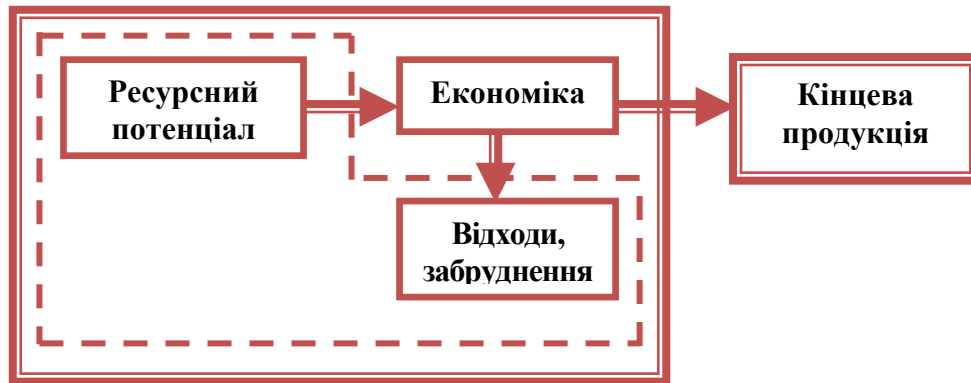 Ресурсний
потенціал
Економіка
Кінцева
продукція
Відходи,
забруднення